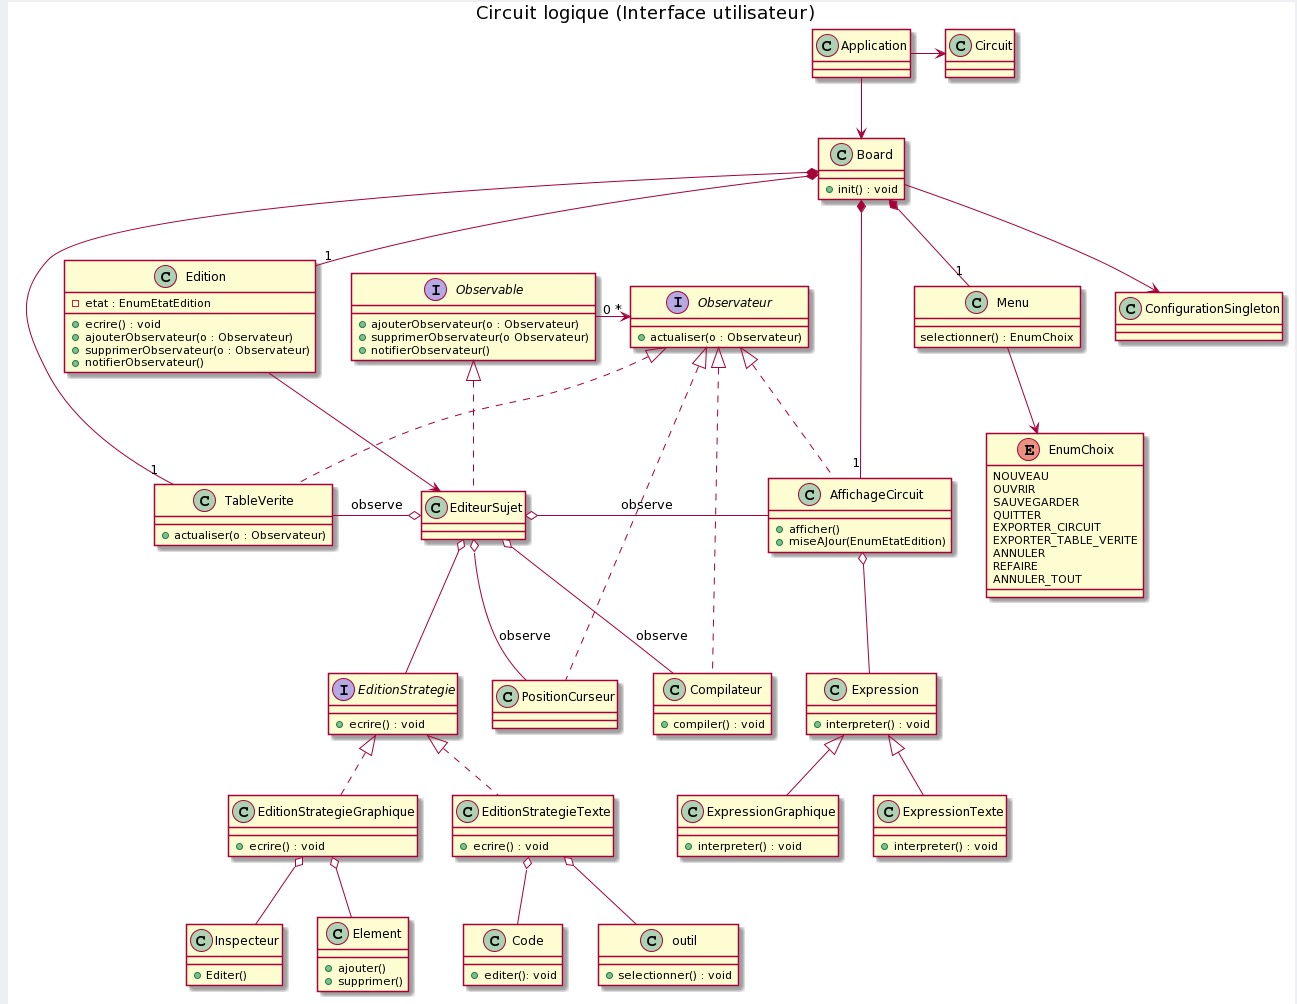 Circuit logique (Interface utilisateur)
C Application
C Circuit
C Board
init() : void
1
C Edition
etat : EnumEtatEdition
ecrire() : void
ajouterObservateur(o : Observateur)
supprimerObservateur(o : Observateur)
notifierObservateur()
I Observable
ajouterObservateur(o : Observateur)
supprimerObservateur(o Observateur)
notifierObservateur()
0 *
I Observateur
actualiser(o : Observateur)
1
C Menu
selectionner() : EnumChoix
C ConfigurationSingleton
E EnumChoix
NOUVEAU
OUVRIR
SAUVEGARDER
QUITTER
EXPORTER_CIRCUIT
EXPORTER_TABLE_VERITE
ANNULER
REFAIRE
ANNULER_TOUT
1
C TableVerite
actualiser(o : Observateur)
observe
C EditeurSujet
observe
1
C AffichageCircuit
afficher()
miseAJour(EnumEtatEdition)
observe
observe
I EditionStrategie
ecrire() : void
C PositionCurseur
C Compilateur
compiler() : void
C Expression
interpreter() : void
C EditionStrategieGraphique
ecrire() : void
C EditionStrategieTexte
ecrire() : void
C ExpressionGraphique
interpreter() : void
C ExpressionTexte
interpreter() : void
C Inspecteur
Editer()
C Element
ajouter()
supprimer()
C Code
editer(): void
C outil
selectionner() : void